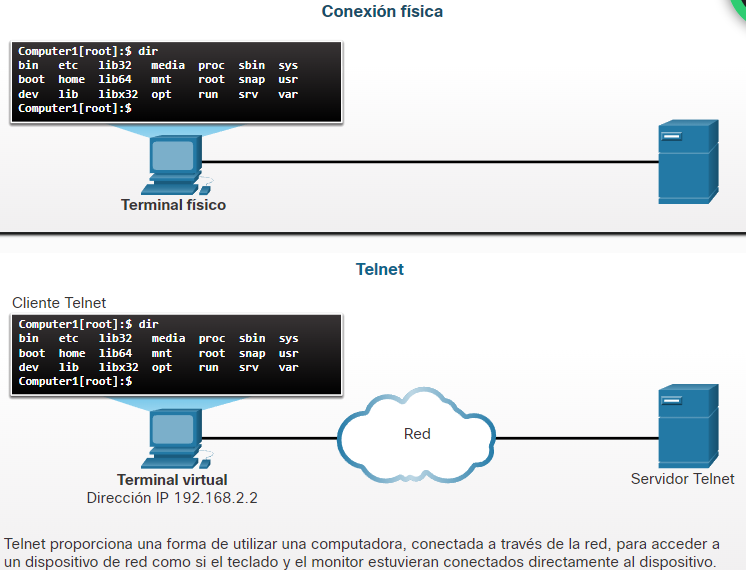 Conexión física
Computer1[root]:$ dir
bin etc lib32 media proc sbin sys
boot home lib64 mnt root snap usr
dev lib libx32 opt run srv var
Computer1[root]:$
Terminal físico
Telnet
Cliente Telnet
Computer1[root]:$ dir
bin etc lib32 media proc sbin sys
boot home lib64 mnt root snap usr
dev lib libx32 opt run srv var
Computer1[root]:$
Red
Terminal virtual
Dirección IP 192.168.2.2
Servidor Telnet
Telnet proporciona una forma de utilizar una computadora, conectada a través de la red, para acceder a
un dispositivo de red como si el teclado y el monitor estuvieran conectados directamente al dispositivo.